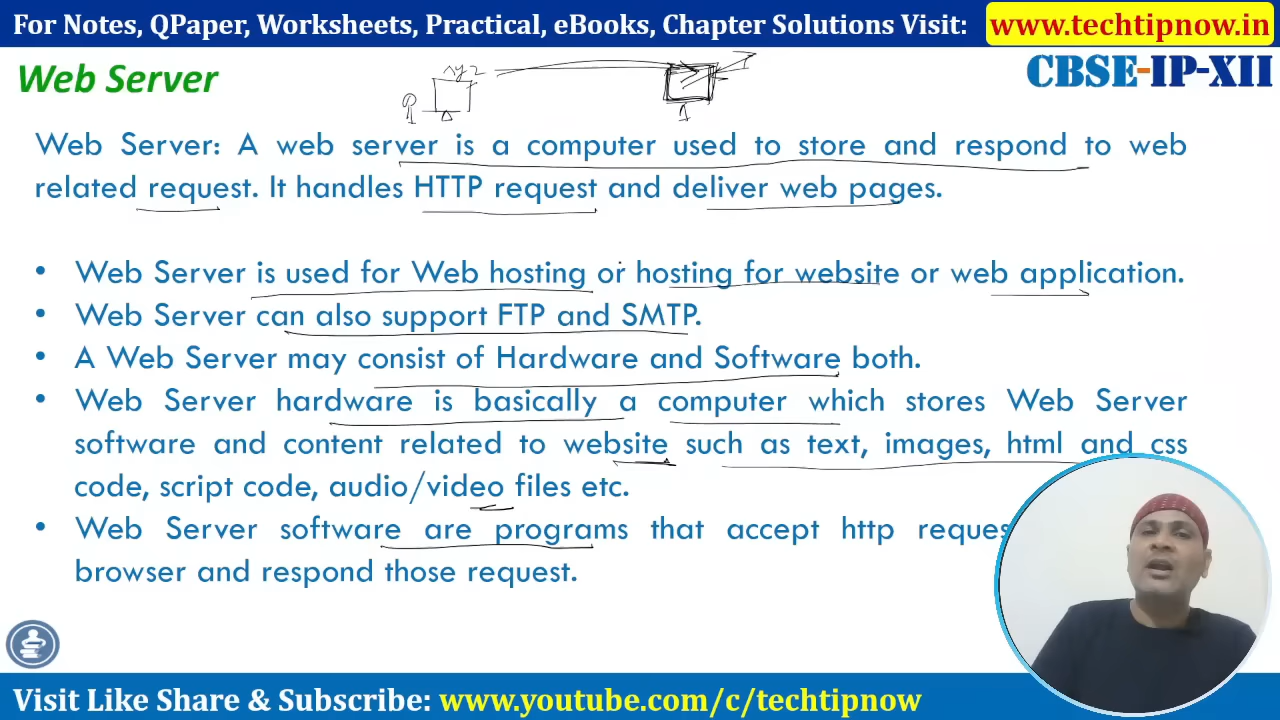 For Notes, QPaper, Worksheets, Practical, eBooks, Chapter Solutions Visit: www.techtipnow.in
Web Server
CBSE-IP-XII
Web Server: A web server is a computer used to store and respond to web
related request. It handles HTTP request and deliver web pages.
• Web Server is used for Web hosting or hosting for website or web application.
• Web Server can also support FTP and SMTP.
• A Web Server may consist of Hardware and Software both.
• Web Server hardware is basically a computer which stores Web Server
software and content related to website such as text, images, html and css
code, script code, audio/video files etc.
• Web Server software are programs that accept http
browser and respond those request.
Visit Like Share & Subscribe: www.youtube.com/c/techtipnow